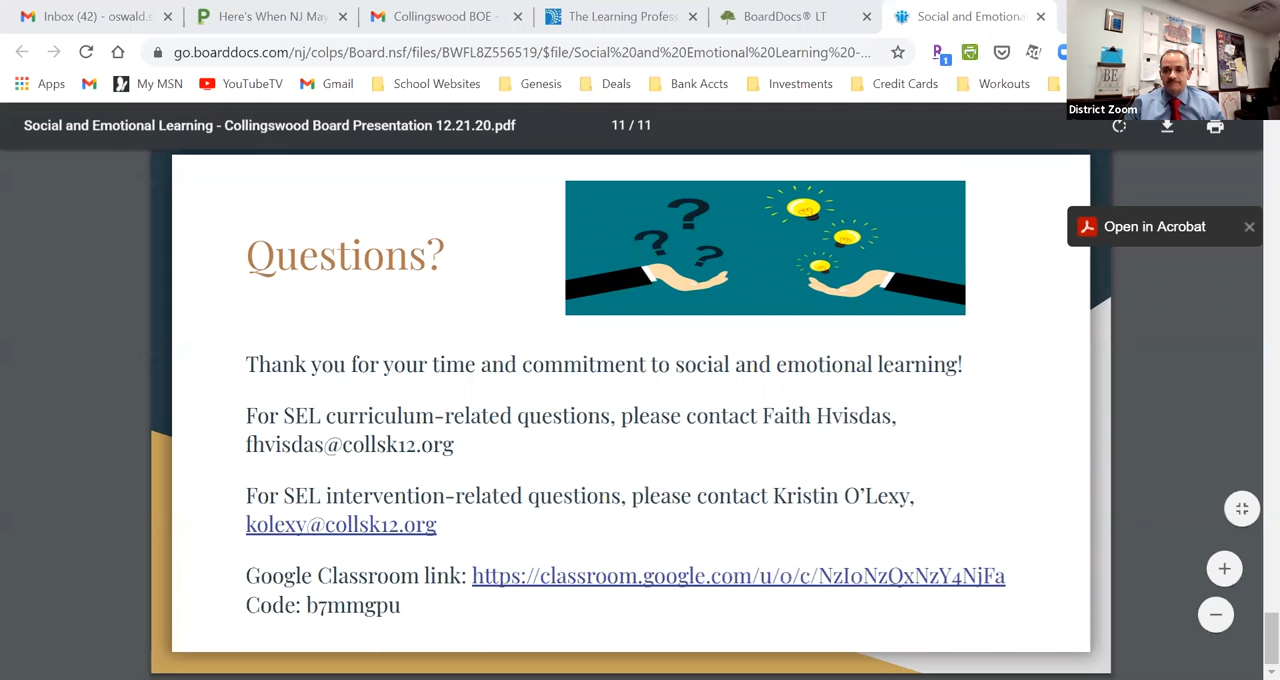 Inbox (42) - oswald.s
Here's When NJ May
Collingswood BOE -
The Learning Profess
BoardDocs® LT
Social and Emotiona
go.boarddocs.com/nj/colps/Board.nsf/files/BWFL8Z556519/$file/Social%20and%20Emotional%20Learning%20-...
Apps
My MSN
YouTubeTV
Gmail
School Websites
Genesis
Deals
Bank Accts
Investments
Credit Cards
Workouts
District Zoom
Social and Emotional Learning - Collingswood Board Presentation 12.21.20.pdf
11 / 11
Open in Acrobat
Questions?
Thank you for your time and commitment to social and emotional learning!
For SEL curriculum-related questions, please contact Faith Hvisdas,
fhvisdas@collsk12.org
For SEL intervention-related questions, please contact Kristin O'Lexy,
kolexy@collsk12.org
Google Classroom link: https://classroom.google.com/u/0/c/NzI0NzQxNzY4NjFa
Code: b7mmgpu